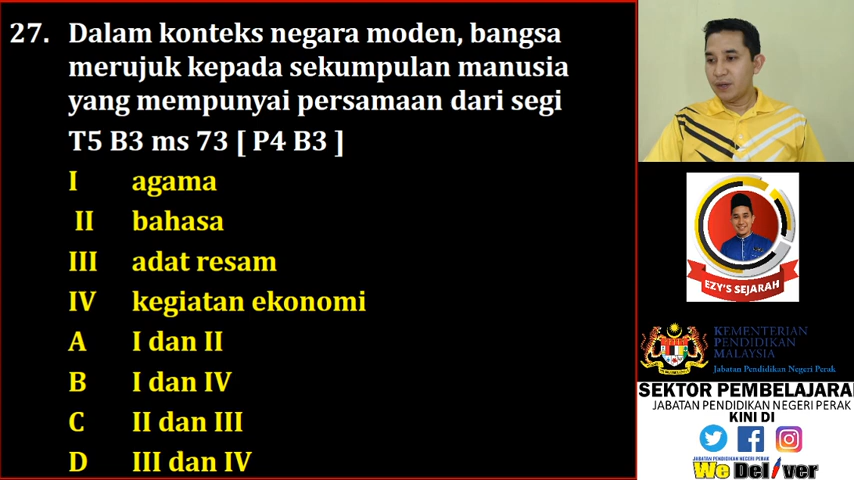 27. Dalam konteks negara moden, bangsa
merujuk kepada sekumpulan manusia
yang mempunyai persamaan dari segi
T5 B3 ms 73 [ P4 B3 ]
I agama
II bahasa
III adat resam
IV kegiatan ekonomi
A I dan II
B I dan IV
C II dan III
D III dan IV
EZY'S SEJARAH
KEMENTERIAN
PENDIDIKAN
MALAYSIA
Jabatan Pendidikan Negeri Perak
SEKTOR PEMBELAJARA
JABATAN PENDIDIKAN NEGERI PERAK
KINI DI
JABATAN PENDIDIKAN NEGERI PERAK
We Deliver